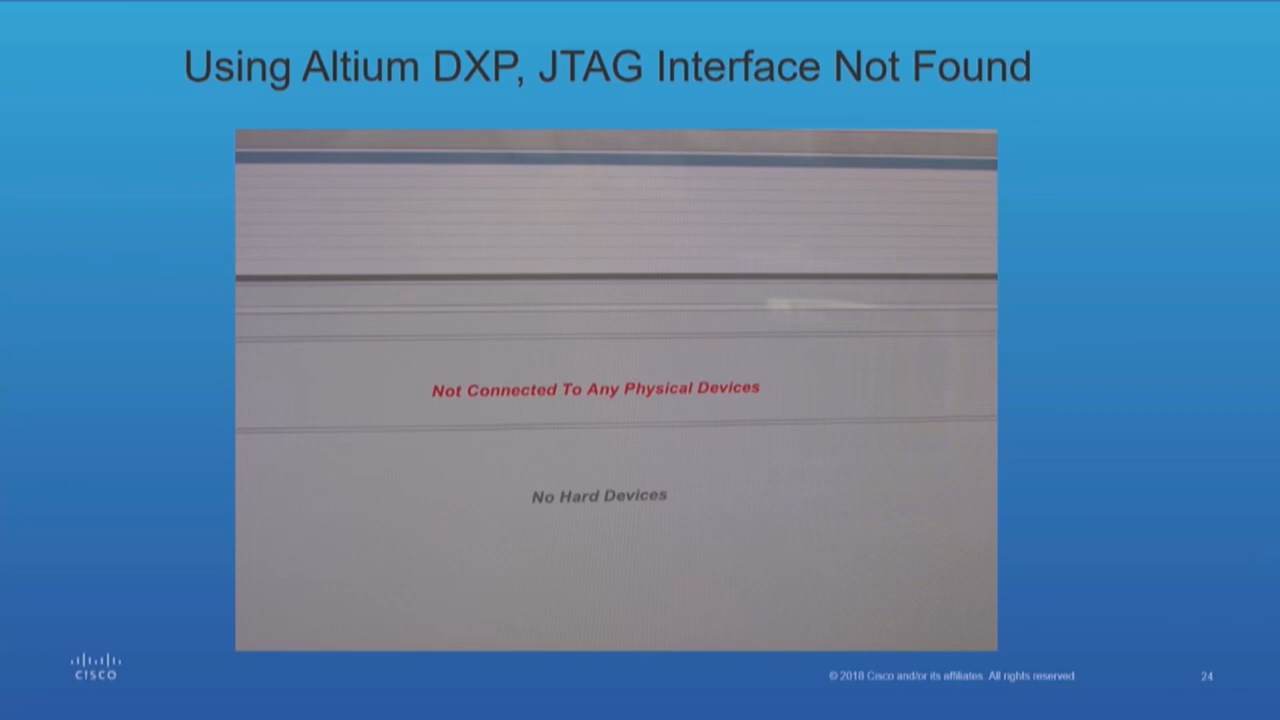 Using Altium DXP, JTAG Interface Not Found
Not Connected To Any Physical Devices
No Hard Devices
CISCO
© 2018 Cisco and/or its affiliates. All rights reserved.
24